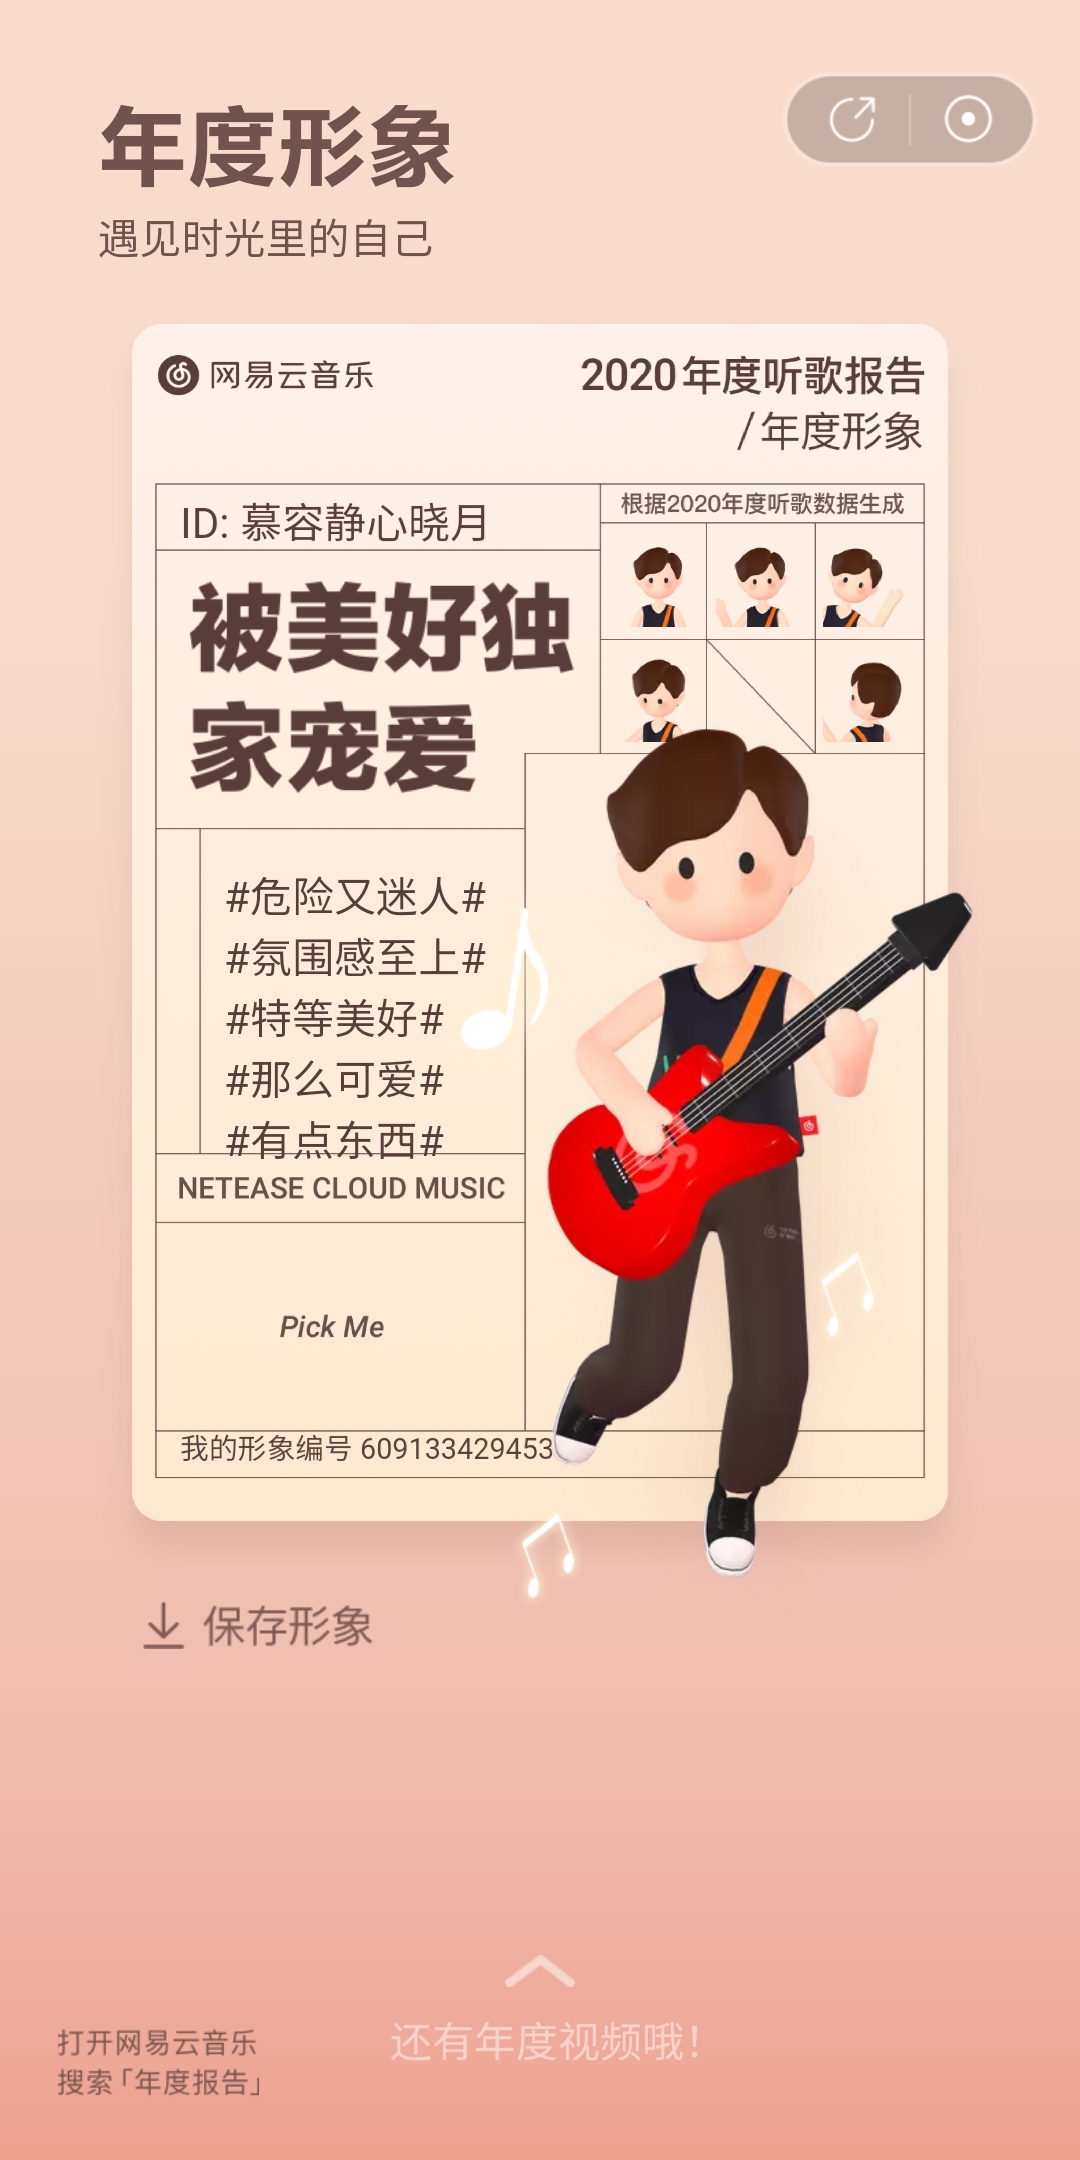 年度形象
遇见时光里的自己
网易云音乐
2020年度听歌报告
/年度形象
ID: 慕容静心晓月
根据2020年度听歌数据生成
被美好独
家宠爱
#危险又迷人#
#氛围感至上#
#特等美好#
#那么可爱#
#有点东西#
NETEASE CLOUD MUSIC
Pick Me
我的形象编号 609133429453
保存形象
还有年度视频哦!
打开网易云音乐
搜索「年度报告」